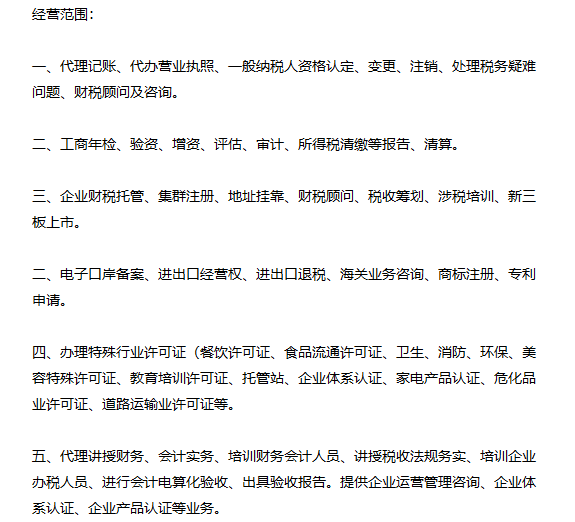 经营范围：
一、代理记账、代办营业执照、一般纳税人资格认定、变更、注销、处理税务疑难
问题、财税顾问及咨询。
二、工商年检、验资、增资、评估、审计、所得税清缴等报告、清算。
三、企业财税托管、集群注册、地址挂靠、财税顾问、税收筹划、涉税培训、新三
板上市。
二、电子口岸备案、进出口经营权、进出口退税、海关业务咨询、商标注册、专利
申请。
四、办理特殊行业许可证（餐饮许可证、食品流通许可证、卫生、消防、环保、美
容特殊许可证、教育培训许可证、托管站、企业体系认证、家电产品认证、危化品
业许可证、道路运输业许可证等。
五、代理讲授财务、会计实务、培训财务会计人员、讲授税收法规务实、培训企业
办税人员、进行会计电算化验收、出具验收报告。提供企业运营管理咨询、企业体
系认证、企业产品认证等业务。